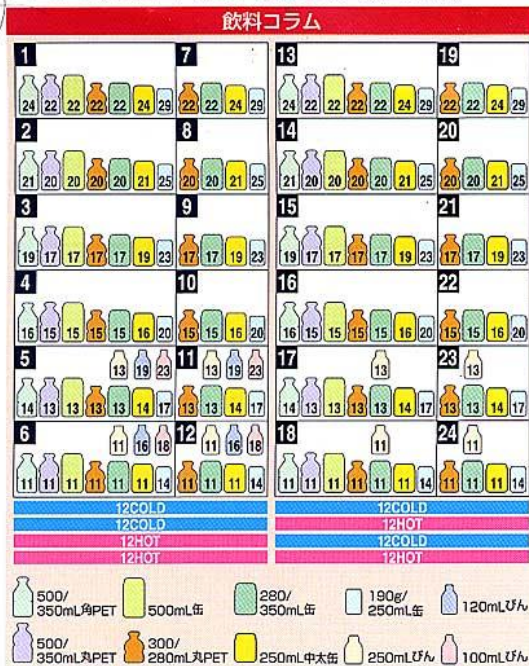 飲料コラム
1 7 13 19
24 22 22 22 22 24 29 22 22 24 29 24 22 22 22 22 24 29 22 22 24 29
2 8 14 20
21 20 20 20 20 21 25 20 20 21 25 21 20 20 20 20 21 25 20 20 21 25
3 9 15 21
19 17 17 17 17 19 23 17 17 19 23 19 17 17 17 17 19 23 17 17 19 23
4 10 16 22
16 15 15 15 15 16 20 15 15 16 20 16 15 15 15 15 16 20 15 15 16 20
5 11 17 23
13 19 23 13 19 23 13 13
14 13 13 13 13 14 17 13 13 14 17 14 13 13 13 13 14 17 13 13 14 17
6 12 18 24
11 16 18 11 16 18 11 11
11 11 11 11 11 11 14 11 11 11 14 11 11 11 11 11 11 14 11 11 11 14
12COLD 12COLD
12COLD 12HOT
12HOT 12COLD
12HOT 12HOT
500/ 280/ 190g/
350mL角PET 500mL缶 350mL缶 250mL缶 120mLびん
500/ 300/
350mL丸PET 280mL丸PET 250mL中太缶 250mLびん 100mLびん